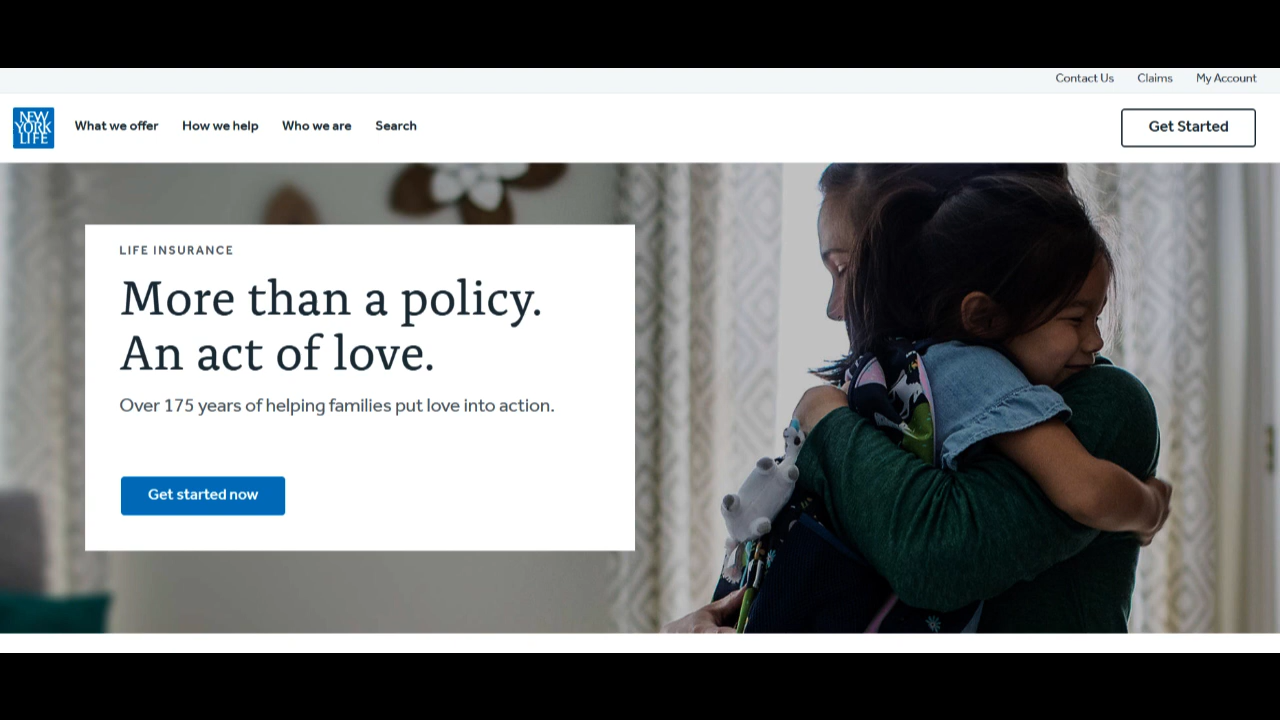 Contact Us Claims My Account
NEW
YORK
LIFE
What we offer How we help Who we are Search
Get Started
LIFE INSURANCE
More than a policy.
An act of love.
Over 175 years of helping families put love into action.
Get started now